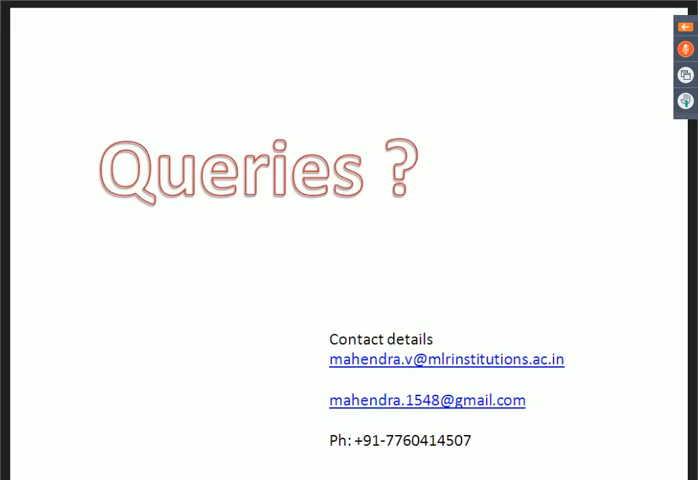 Queries ?
Contact details
mahendra.v@mlrinstitutions.ac.in
mahendra.1548@gmail.com
Ph: +91-7760414507